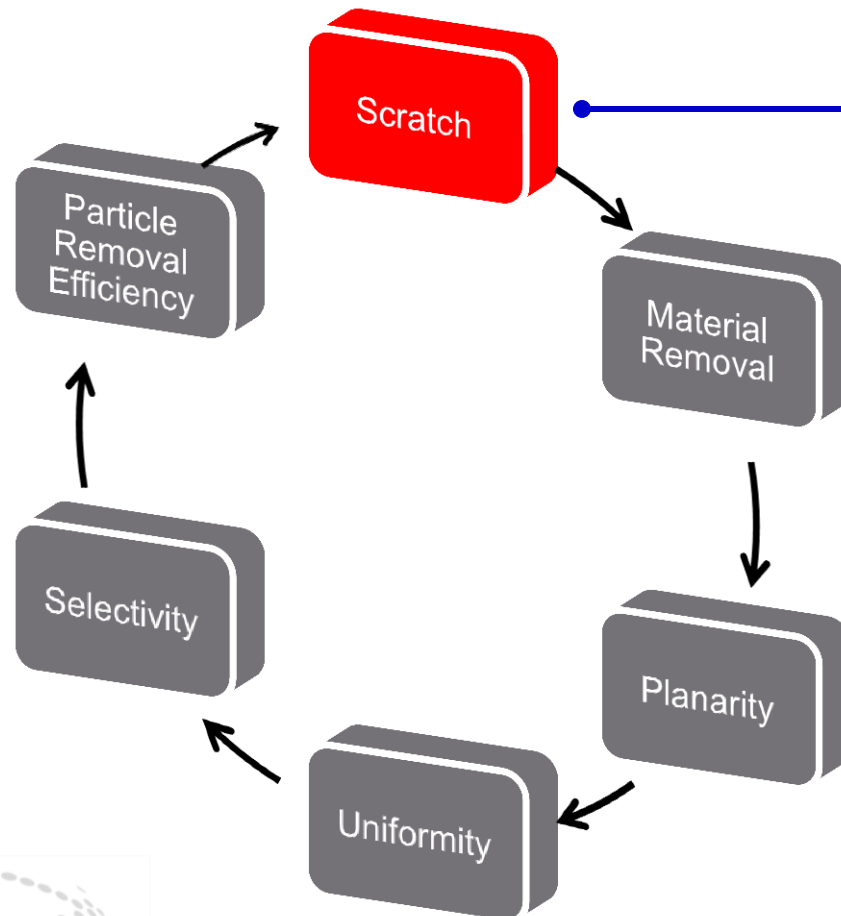 Scratch
Material
Removal
Planarity
Uniformity
Selectivity
Particle
Removal
Efficiency